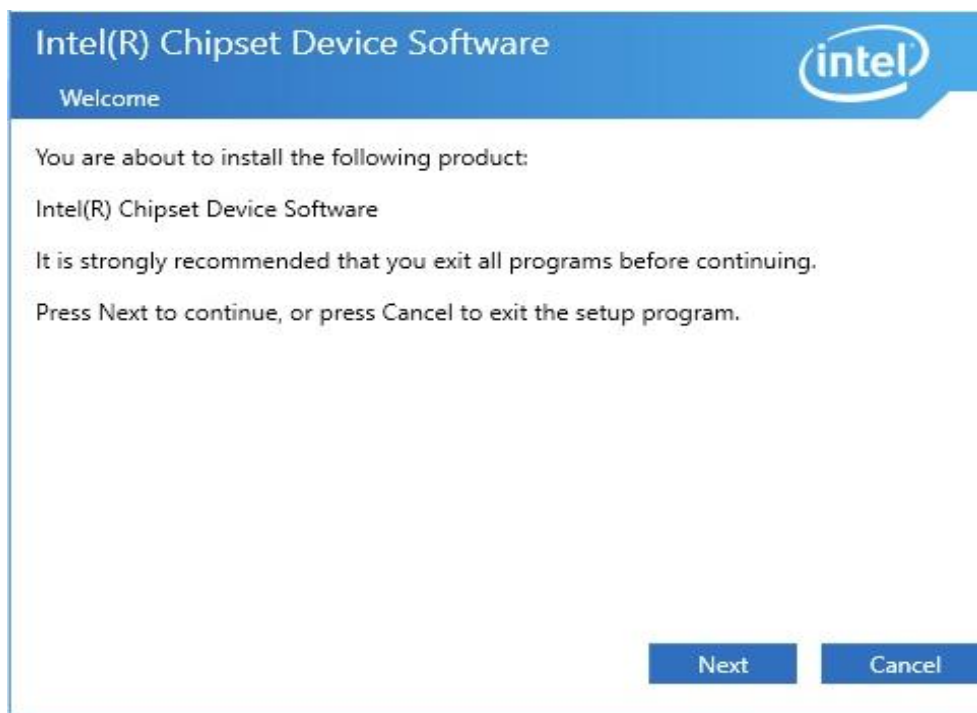 Intel(R) Chipset Device Software
intel
Welcome
You are about to install the following product:
Intel(R) Chipset Device Software
It is strongly recommended that you exit all programs before continuing.
Press Next to continue, or press Cancel to exit the setup program.
Next
Cancel